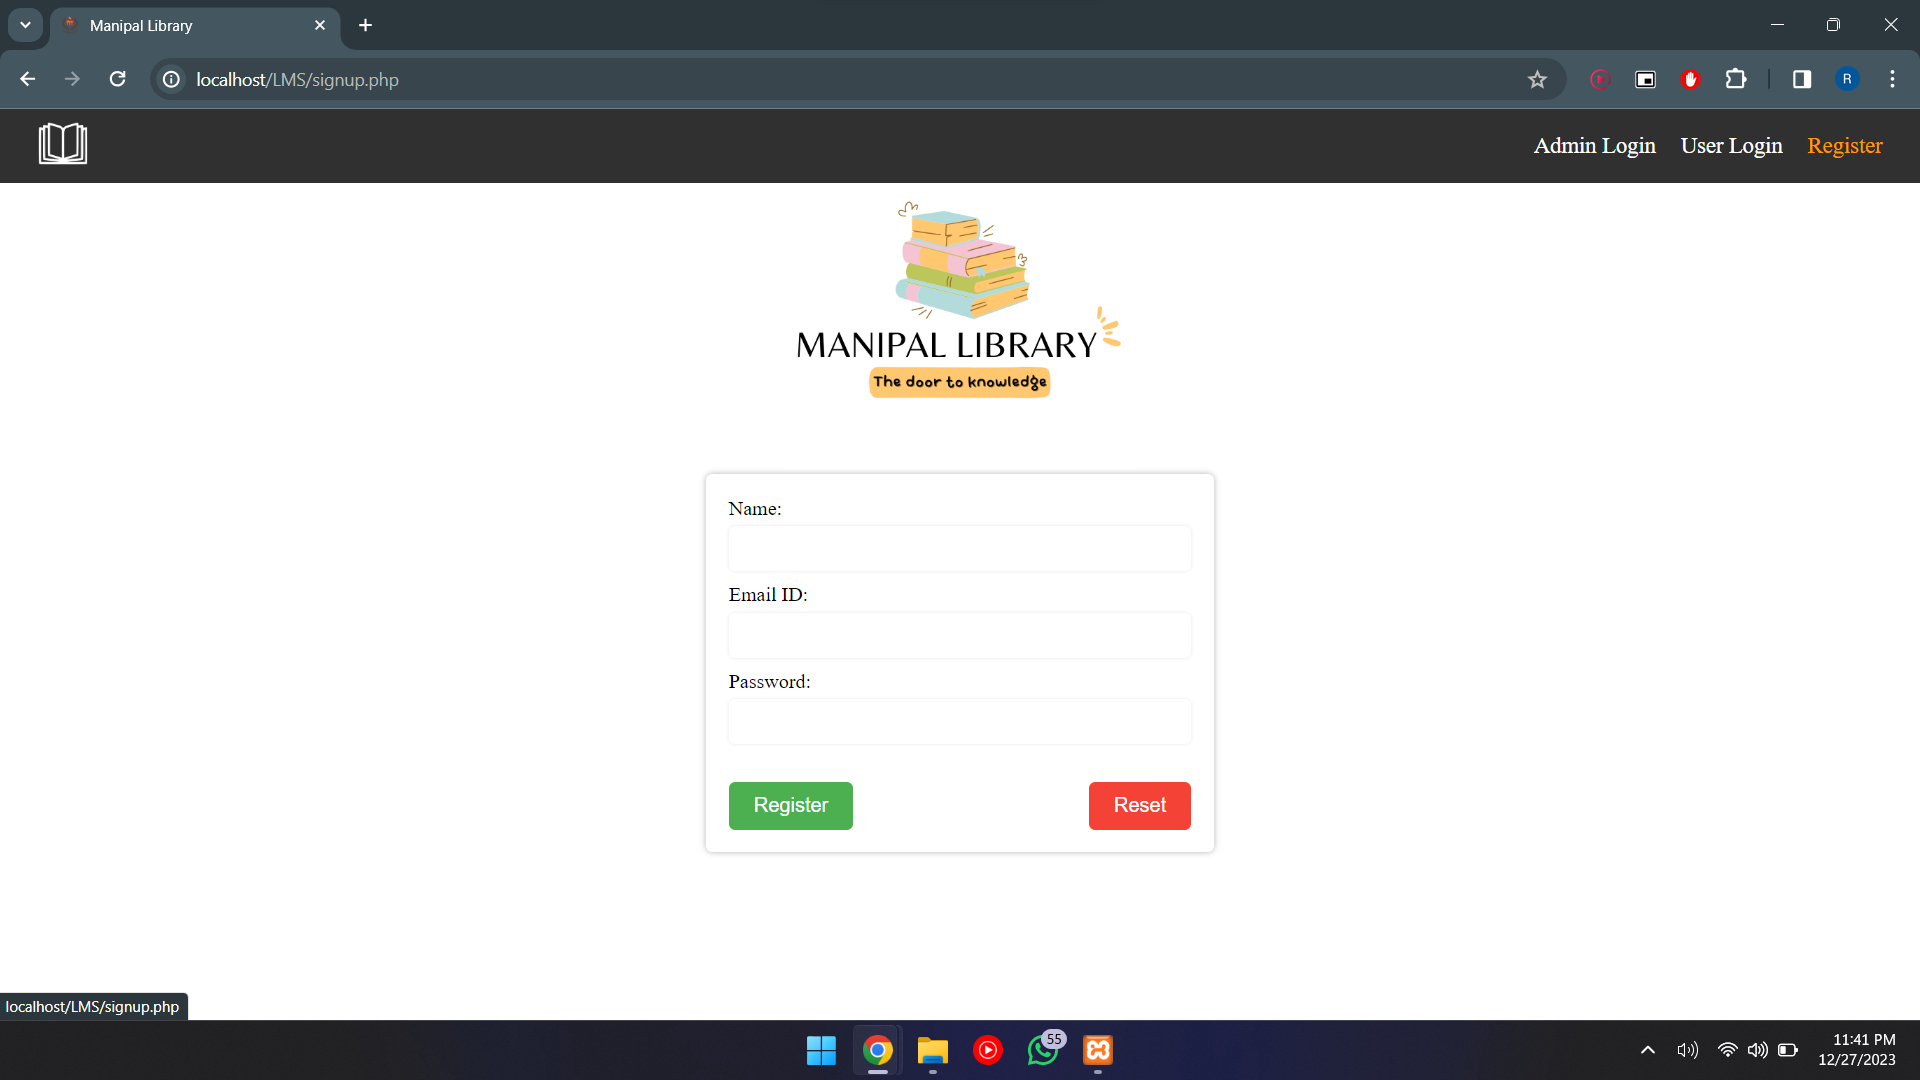 Manipal Library
localhost/LMS/signup.php
R
Admin Login User Login Register
MANIPAL LIBRARY
The door to knowledge
Name:
Email ID:
Password:
Register Reset
localhost/LMS/signup.php
55
11:41 PM
12/27/2023